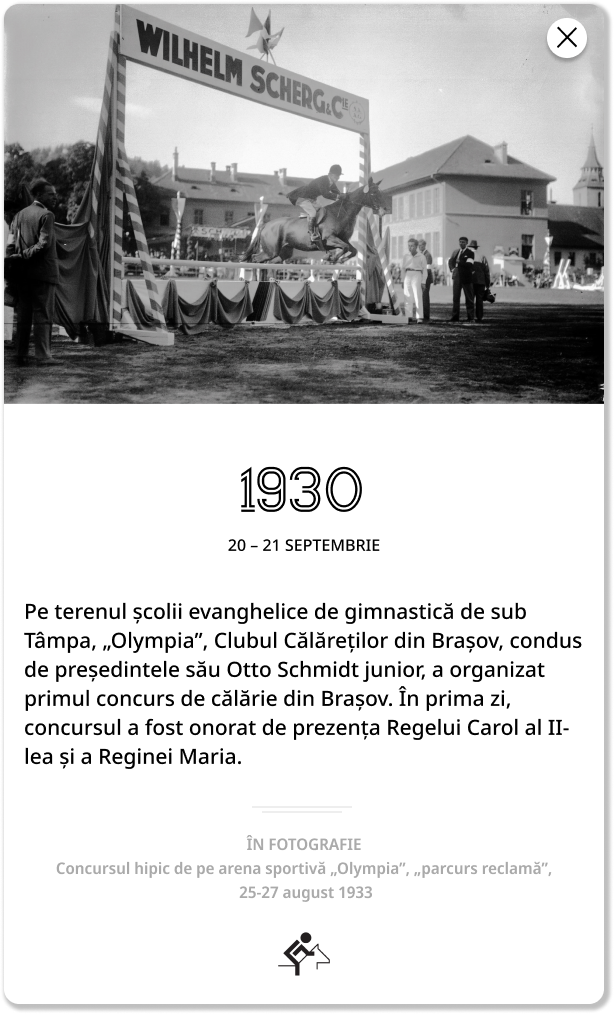 WILHELM SCHERG & CIE
1930
20 – 21 SEPTEMBRIE
Pe terenul școlii evanghelice de gimnastică de sub
Tâmpa, „Olympia”, Clubul Călăreților din Brașov, condus
de președintele său Otto Schmidt junior, a organizat
primul concurs de călărie din Brașov. În prima zi,
concursul a fost onorat de prezența Regelui Carol al II-
lea și a Reginei Maria.
ÎN FOTOGRAFIE
Concursul hipic de pe arena sportivă „Olympia”, „parcurs reclamă”,
25-27 august 1933